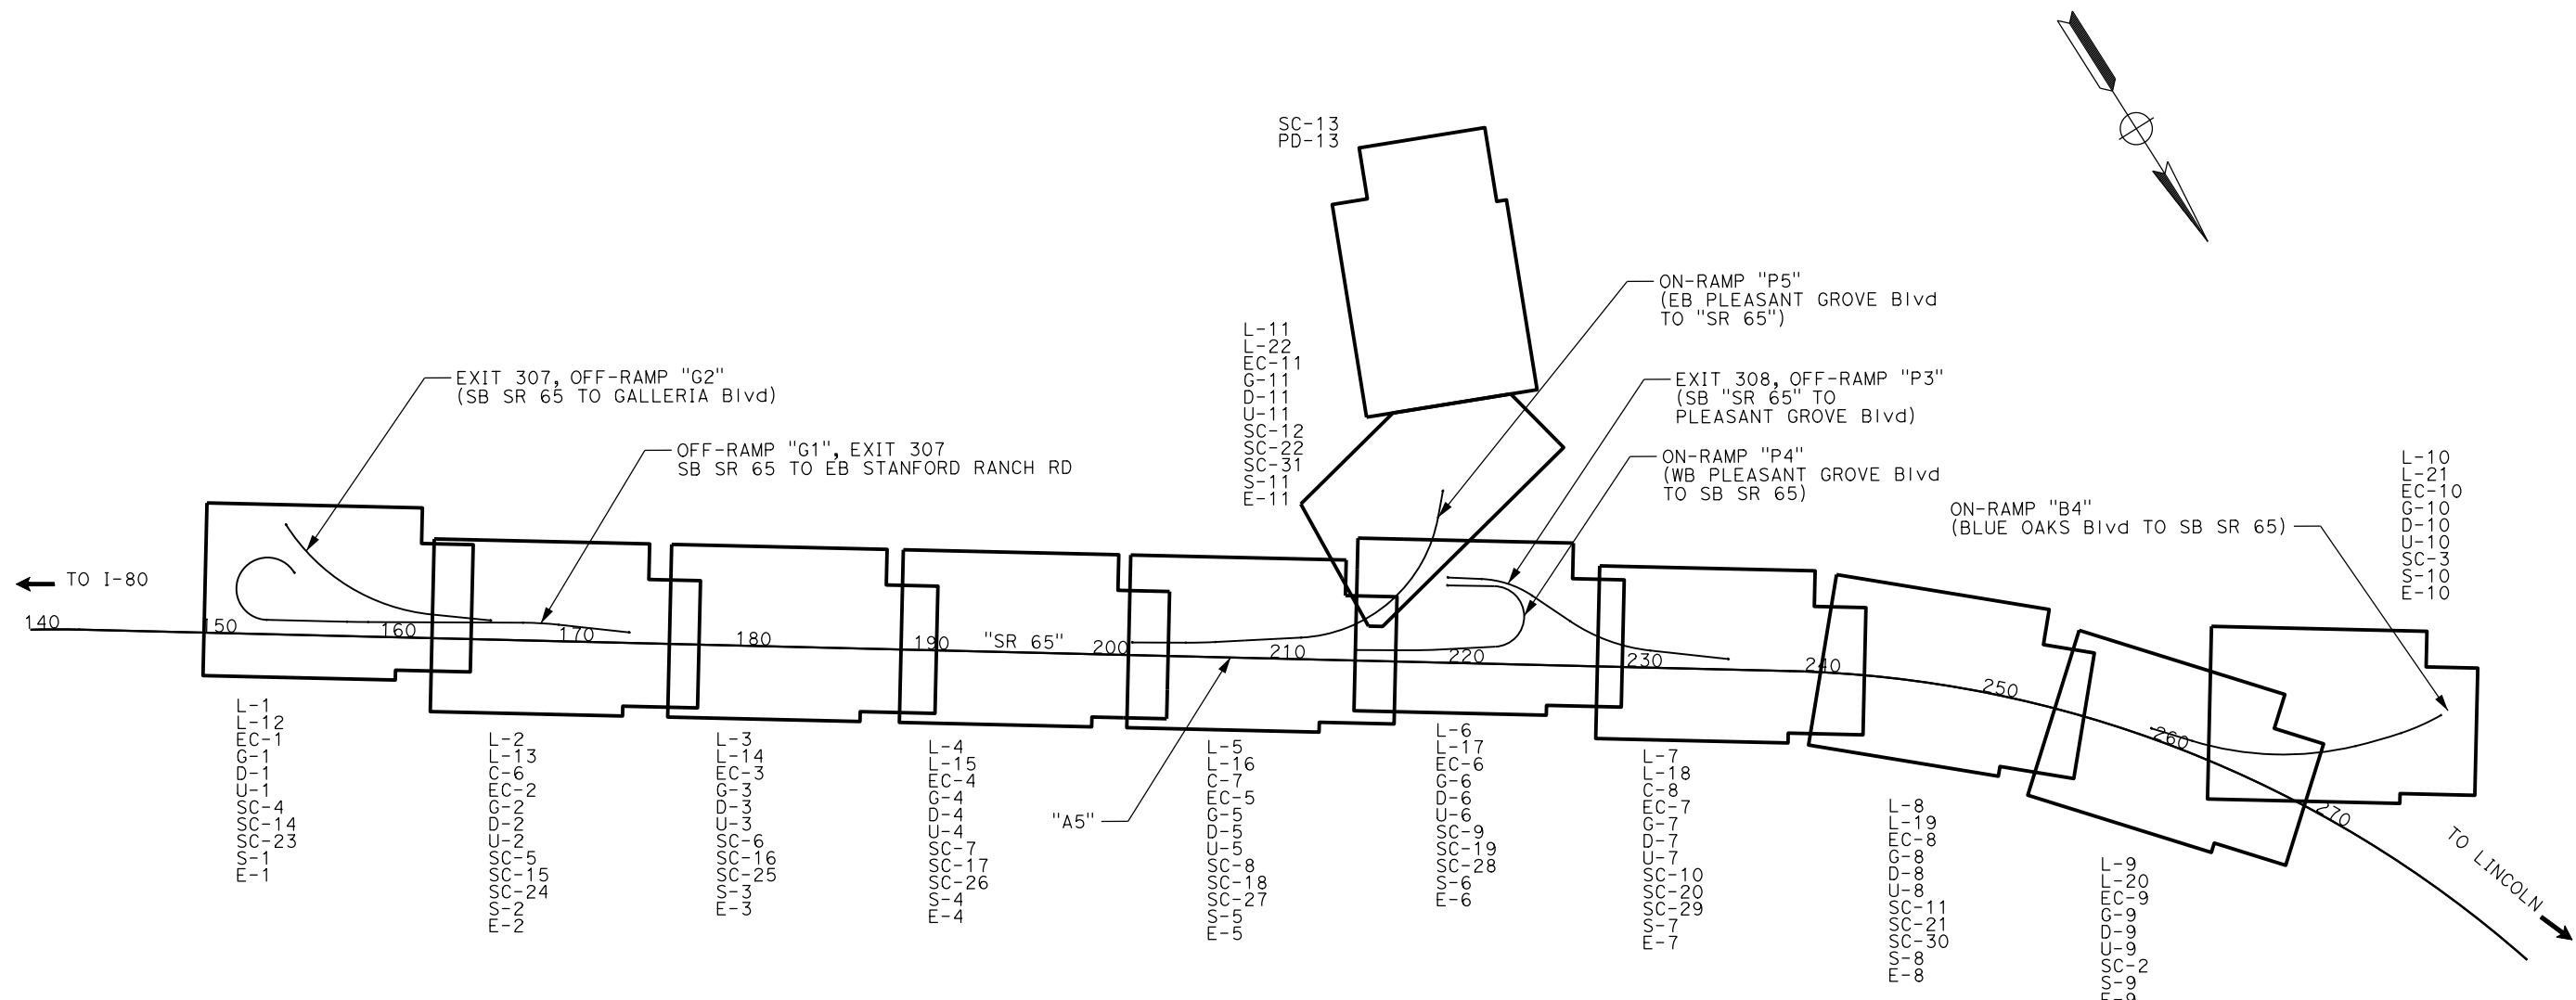 SC-13
PD-13
ON-RAMP "P5"
(EB PLEASANT GROVE Blvd
TO "SR 65")
L-11
L-22
EC-11
G-11
D-11
U-11
SC-12
SC-22
SC-31
S-11
E-11
EXIT 307, OFF-RAMP "G2"
(SB SR 65 TO GALLERIA Blvd)
EXIT 308, OFF-RAMP "P3"
(SB "SR 65" TO
PLEASANT GROVE Blvd)
OFF-RAMP "G1", EXIT 307
SB SR 65 TO EB STANFORD RANCH RD
ON-RAMP "P4"
(WB PLEASANT GROVE Blvd
TO SB SR 65)
ON-RAMP "B4"
(BLUE OAKS Blvd TO SB SR 65)
L-10
L-21
EC-10
G-10
D-10
U-10
SC-3
S-10
E-10
TO I-80
140
150
160
170
180
190
"SR 65"
200
210
220
230
240
250
260
270
TO LINCOLN
"A5"
L-1
L-12
EC-1
G-1
D-1
U-1
SC-4
SC-14
SC-23
S-1
E-1
L-2
L-13
C-6
EC-2
G-2
D-2
U-2
SC-5
SC-15
SC-24
S-2
E-2
L-3
L-14
EC-3
G-3
D-3
U-3
SC-6
SC-16
SC-25
S-3
E-3
L-4
L-15
EC-4
G-4
D-4
U-4
SC-7
SC-17
SC-26
S-4
E-4
L-5
L-16
C-7
EC-5
G-5
D-5
U-5
SC-8
SC-18
SC-27
S-5
E-5
L-6
L-17
EC-6
G-6
D-6
U-6
SC-9
SC-19
SC-28
S-6
E-6
L-7
L-18
C-8
EC-7
G-7
D-7
U-7
SC-10
SC-20
SC-29
S-7
E-7
L-8
L-19
EC-8
G-8
D-8
U-8
SC-11
SC-21
SC-30
S-8
E-8
L-9
L-20
EC-9
G-9
D-9
U-9
SC-2
S-9